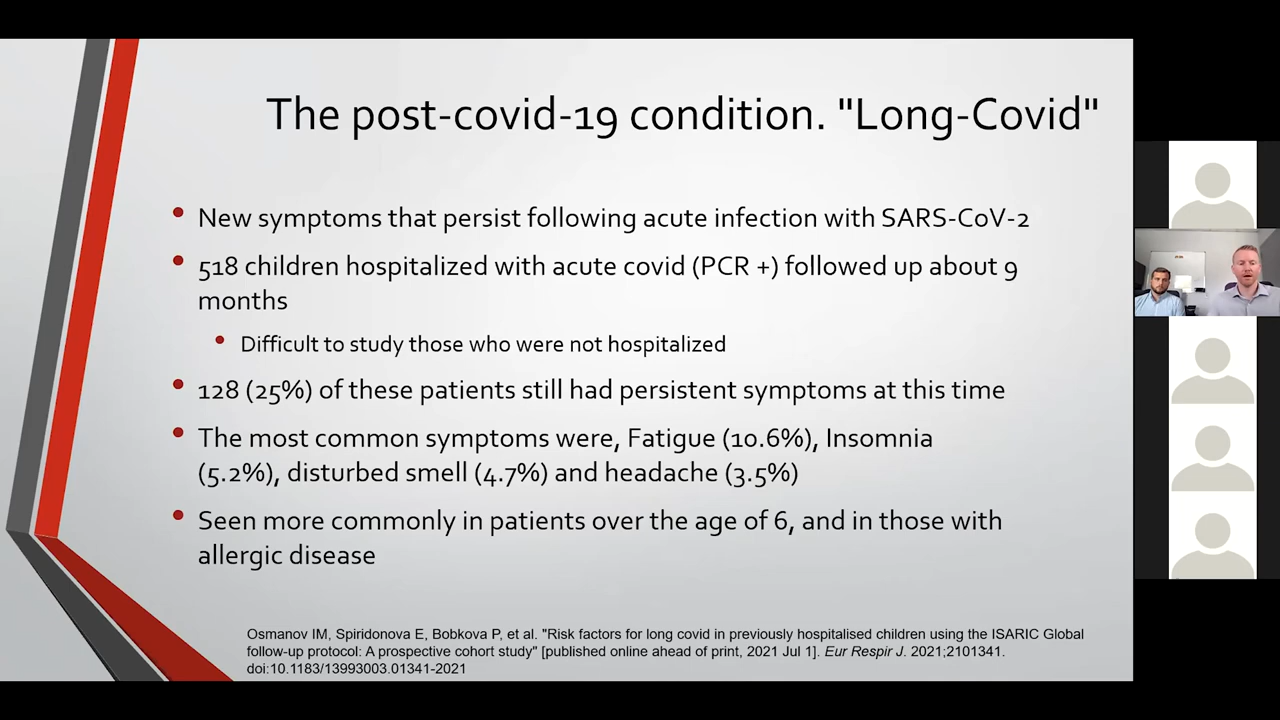 The post-covid-19 condition. "Long-Covid"
New symptoms that persist following acute infection with SARS-CoV-2
518 children hospitalized with acute covid (PCR +) followed up about 9
months
Difficult to study those who were not hospitalized
128 (25%) of these patients still had persistent symptoms at this time
The most common symptoms were, Fatigue (10.6%), Insomnia
(5.2%), disturbed smell (4.7%) and headache (3.5%)
Seen more commonly in patients over the age of 6, and in those with
allergic disease
Osmanov IM, Spiridonova E, Bobkova P, et al. "Risk factors for long covid in previously hospitalised children using the ISARIC Global
follow-up protocol: A prospective cohort study" [published online ahead of print, 2021 Jul 1]. Eur Respir J. 2021;2101341.
doi:10.1183/13993003.01341-2021